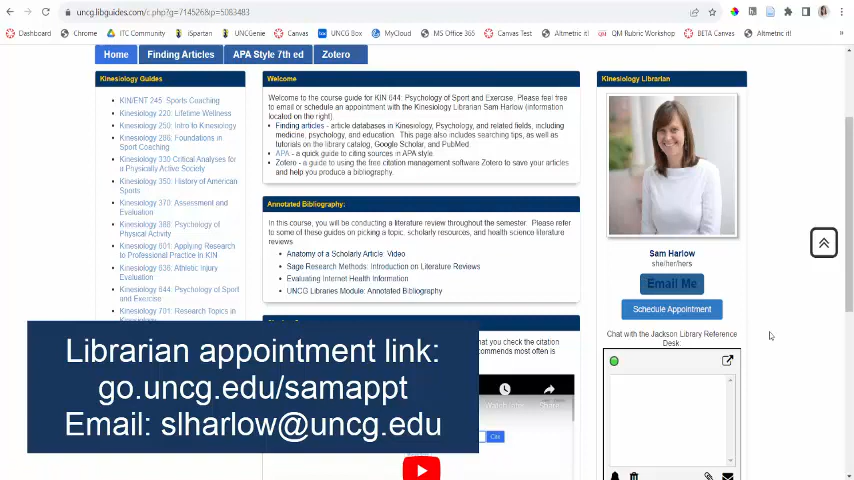 uncg.libguides.com/c.php?g=714526&p=5083483
Dashboard
Chrome
ITC Community
iSpartan
UNCGenie
UNCG Box
MyCloud
MS Office 365
Canvas Test
Altmetric it!
QM Rubric Workshop
BETA Canvas
Altmetric it!
Home
Finding Articles
APA Style 7th ed
Zotero
Kinesiology Guides
KIN/ENT 245: Sports Coaching
Kinesiology 220: Lifetime Wellness
Kinesiology 250: Intro to Kinesiology
Kinesiology 286: Foundations in
Sport Coaching
Kinesiology 330 Critical Analyses for
a Physically Active Society
Kinesiology 350: History of American
Sports
Kinesiology 370: Assessment and
Evaluation
Kinesiology 388: Psychology of
Physical Activity
Kinesiology 601: Applying Research
to Professional Practice in KIN
Kinesiology 636: Athletic Injury
Evaluation
Kinesiology 644: Psychology of Sport
and Exercise
Kinesiology 701: Research Topics in
Welcome
Welcome to the course guide for KIN 644: Psychology of Sport and Exercise. Please feel free
to email or schedule an appointment with the Kinesiology Librarian Sam Harlow (information
located on the right).
Finding articles - article databases in Kinesiology, Psychology, and related fields, including
medicine, psychology, and education. This page also includes searching tips, as well as
tutorials on the library catalog, Google Scholar, and PubMed.
APA - a quick guide to citing sources in APA style.
Zotero - a guide to using the free citation management software Zotero to save your articles
and help you produce a bibliography.
Annotated Bibliography:
In this course, you will be conducting a literature review throughout the semester. Please refer
to some of these guides on picking a topic, scholarly resources, and health science literature
reviews
Anatomy of a Scholarly Article Video
Sage Research Methods: Introduction on Literature Reviews
Evaluating Internet Health Information
UNCG Libraries Module: Annotated Bibliography
that you check the citation
commends most often is
Cite
Kinesiology Librarian
Sam Harlow
she/her/hers
Email Me
Schedule Appointment
Chat with the Jackson Library Reference
Desk:
Librarian appointment link:
go.uncg.edu/samappt
Email: slharlow@uncg.edu